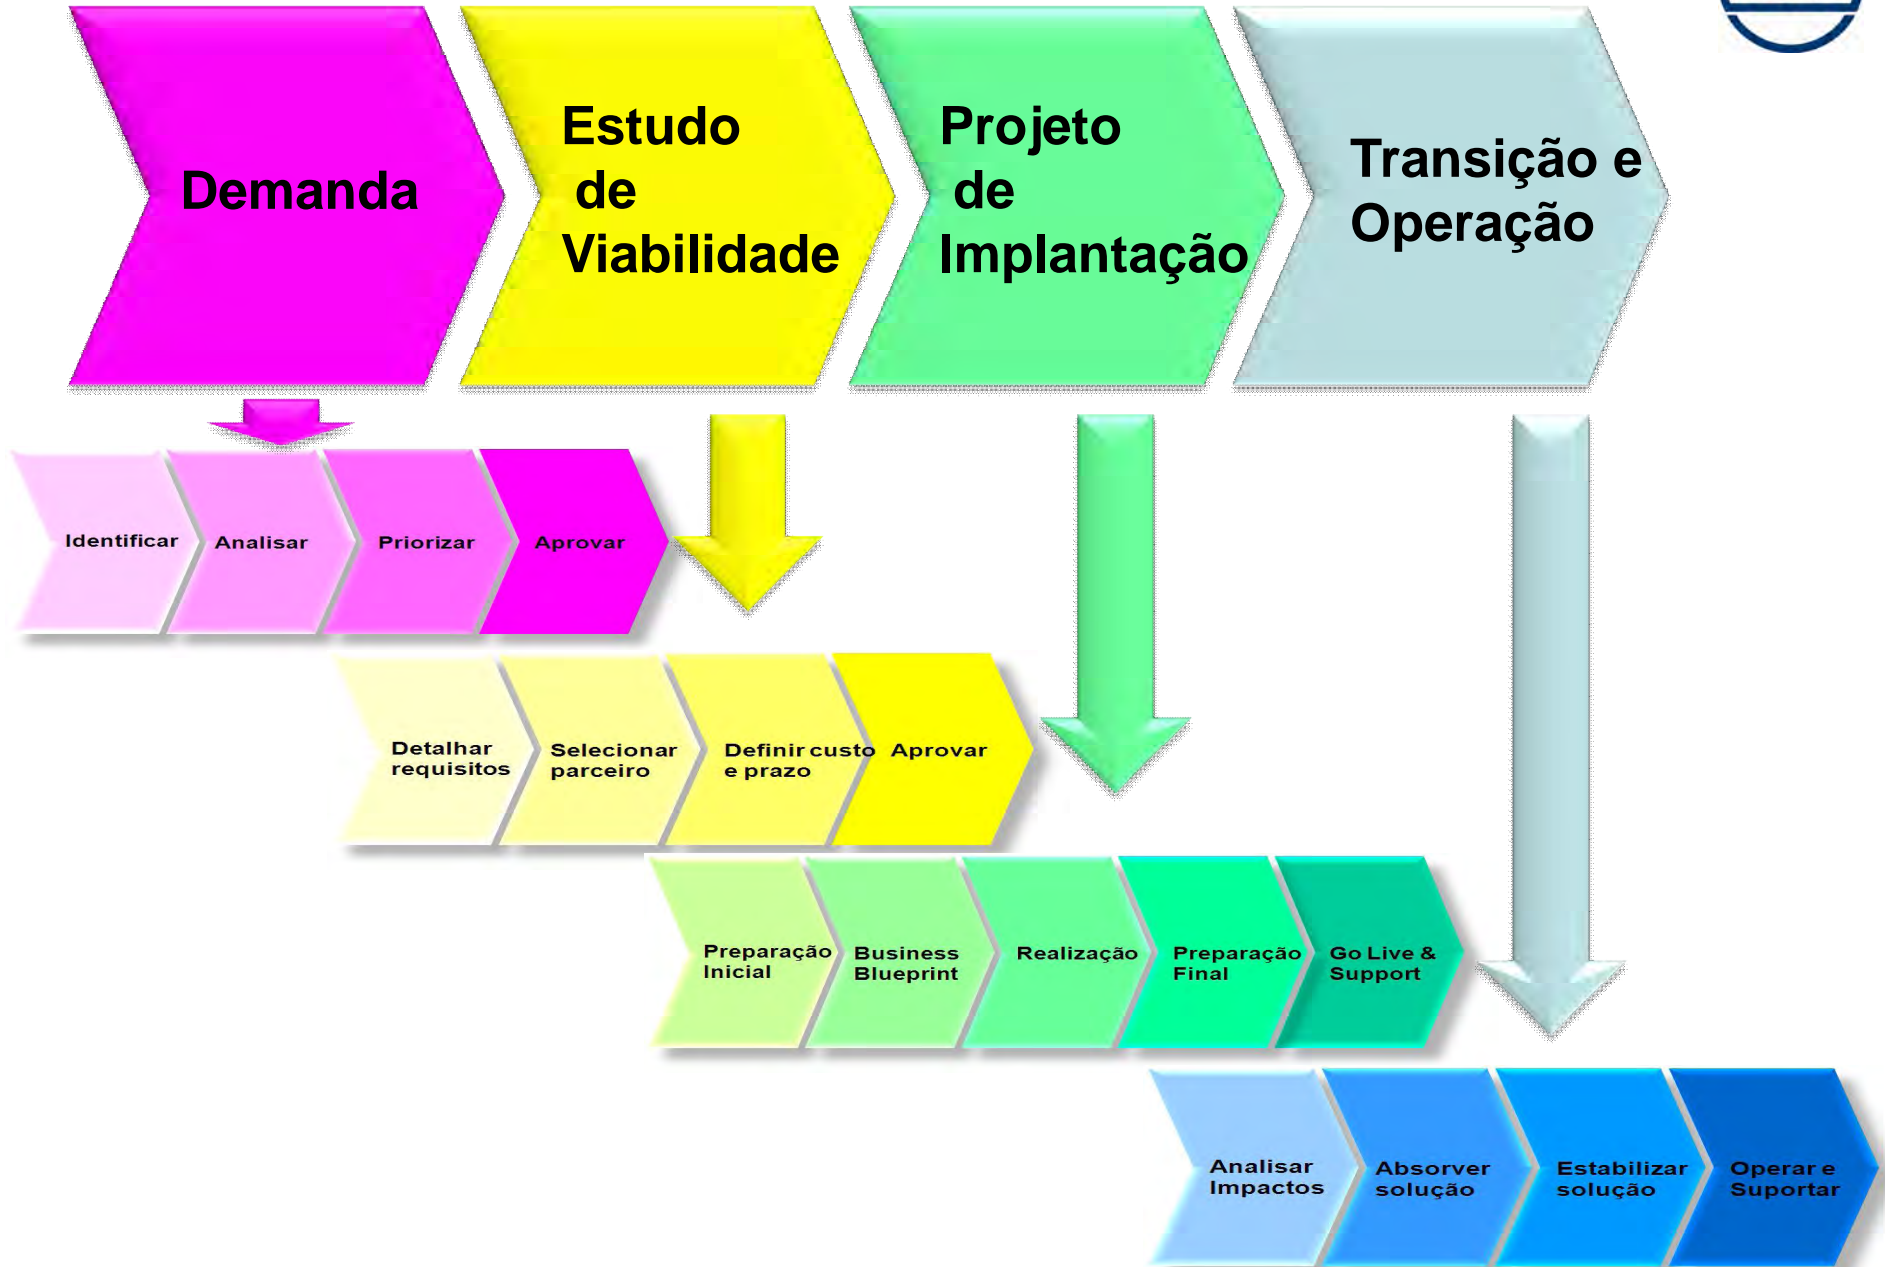 Demanda
Estudo
de
Viabilidade
Projeto
de
Implantação
Transição e
Operação
Identificar
Analisar
Priorizar
Aprovar
Detalhar
requisitos
Selecionar
parceiro
Definir custo
e prazo
Aprovar
Preparação
Inicial
Business
Blueprint
Realização
Preparação
Final
Go Live &
Support
Analisar
Impactos
Absorver
solução
Estabilizar
solução
Operar e
Suportar